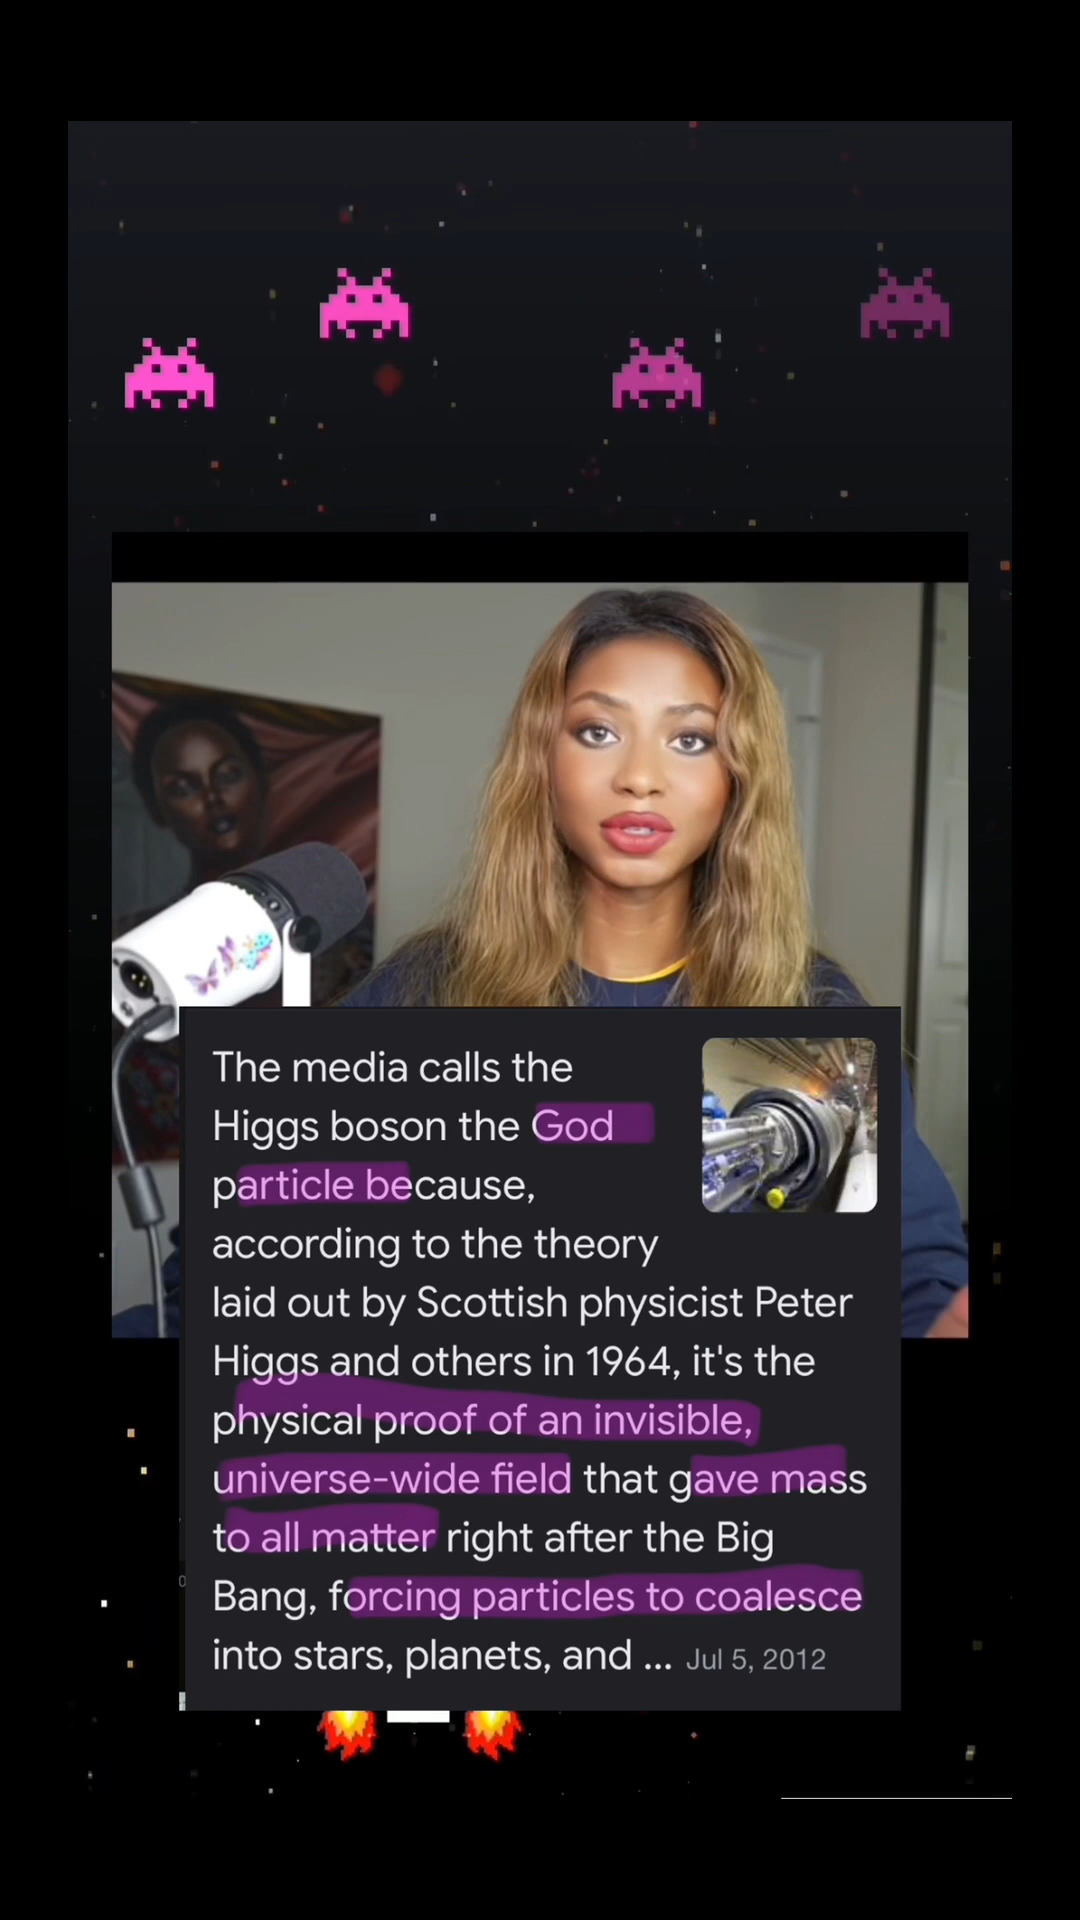 The media calls the
Higgs boson the God
particle because,
according to the theory
laid out by Scottish physicist Peter
Higgs and others in 1964, it's the
physical proof of an invisible,
universe-wide field that gave mass
to all matter right after the Big
Bang, forcing particles to coalesce
into stars, planets, and ... Jul 5, 2012